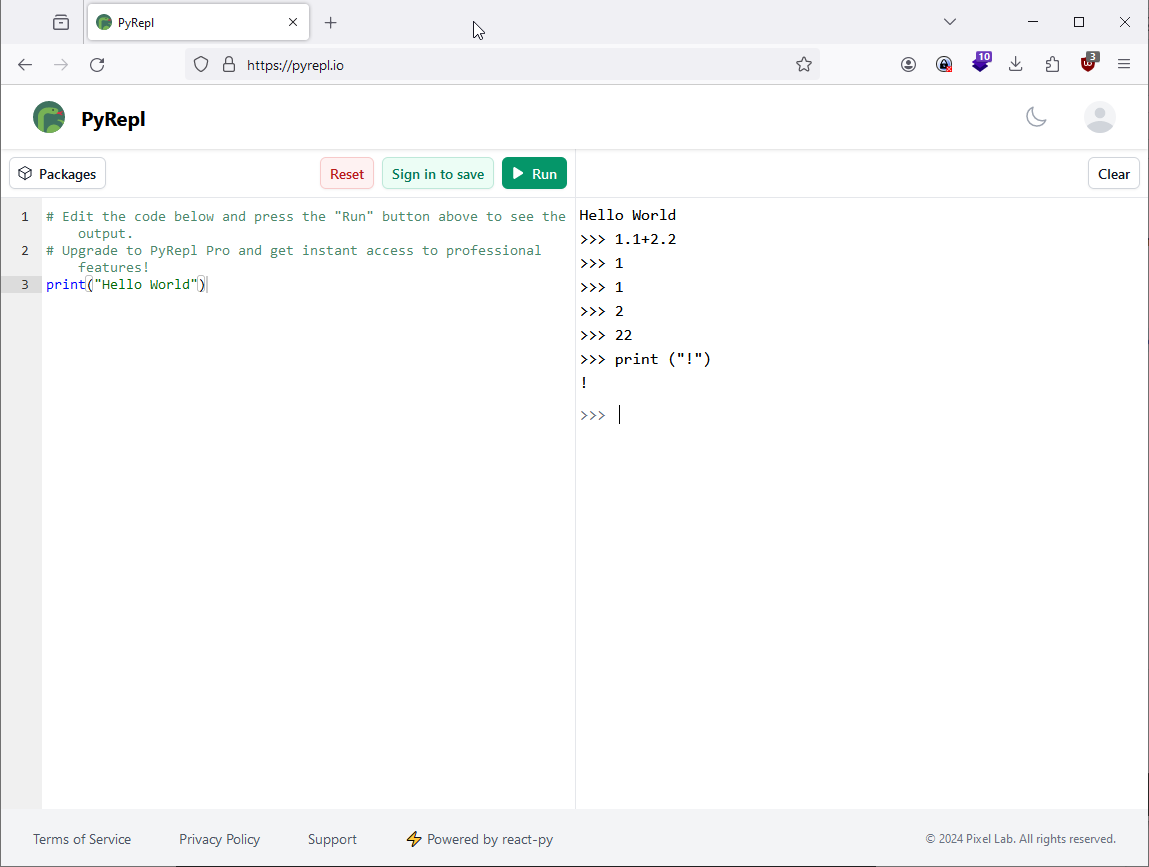 PyRepl
https://pyrepl.io
10
3
PyRepl
Packages
Reset
Sign in to save
Run
Clear
1 # Edit the code below and press the "Run" button above to see the
output.
2 # Upgrade to PyRepl Pro and get instant access to professional
features!
3 print("Hello World")
Hello World
>>> 1.1+2.2
>>> 1
>>> 1
>>> 2
>>> 22
>>> print ("!")
!
>>>
Terms of Service
Privacy Policy
Support
Powered by react-py
© 2024 Pixel Lab. All rights reserved.